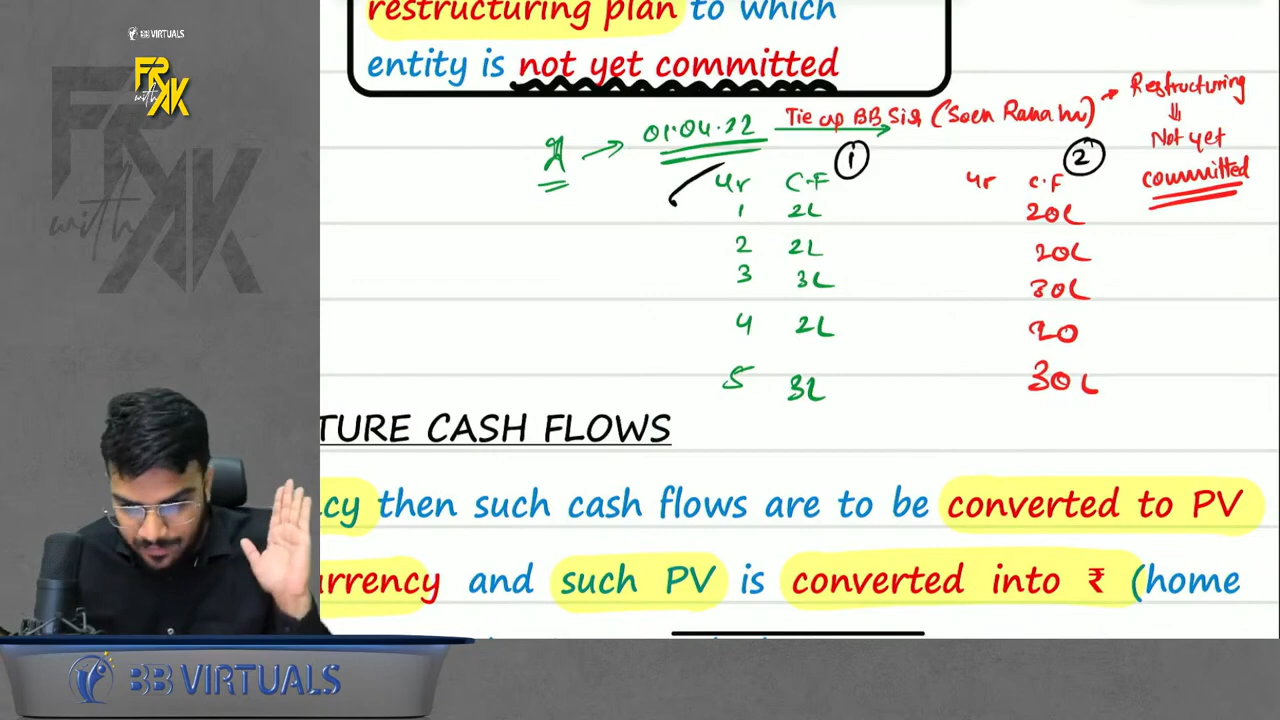 BB VIRTUALS
FR
with
AK
restructuring plan to which
entity is not yet committed
01.04.22
Tie up BB Sir (Soch Rana hu)
Restructuring
Not yet
committed
1
2
Yr C.F
1 2L
2 2L
3 3L
4 2L
5 3L
Yr C.F
20L
20L
30L
20
30L
TURE CASH FLOWS
cy then such cash flows are to be converted to PV
urrency and such PV is converted into ₹ (home
BB VIRTUALS